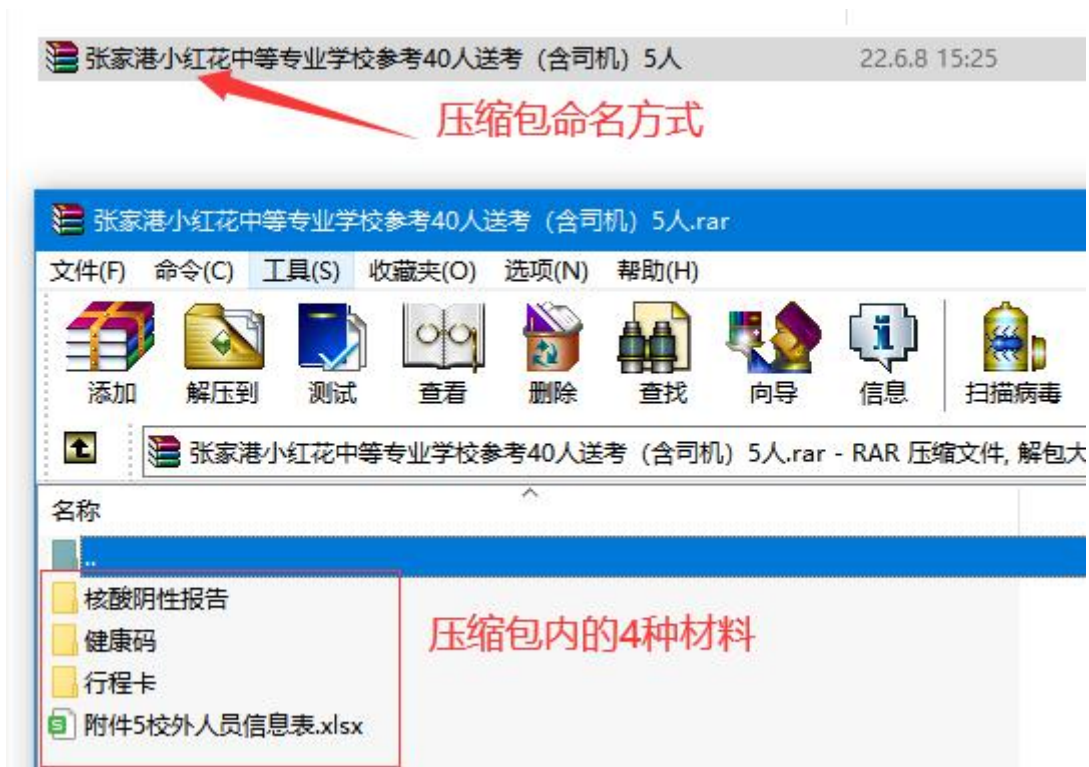 张家港小红花中等专业学校参考40人送考（含司机）5人 22.6.8 15:25
压缩包命名方式
张家港小红花中等专业学校参考40人送考（含司机）5人.rar
文件(F) 命令(C) 工具(S) 收藏夹(O) 选项(N) 帮助(H)
添加 解压到 测试 查看 删除 查找 向导 信息 扫描病毒
张家港小红花中等专业学校参考40人送考（含司机）5人.rar - RAR 压缩文件, 解包大
名称
..
核酸阴性报告
健康码
压缩包内的4种材料
行程卡
附件5校外人员信息表.xlsx